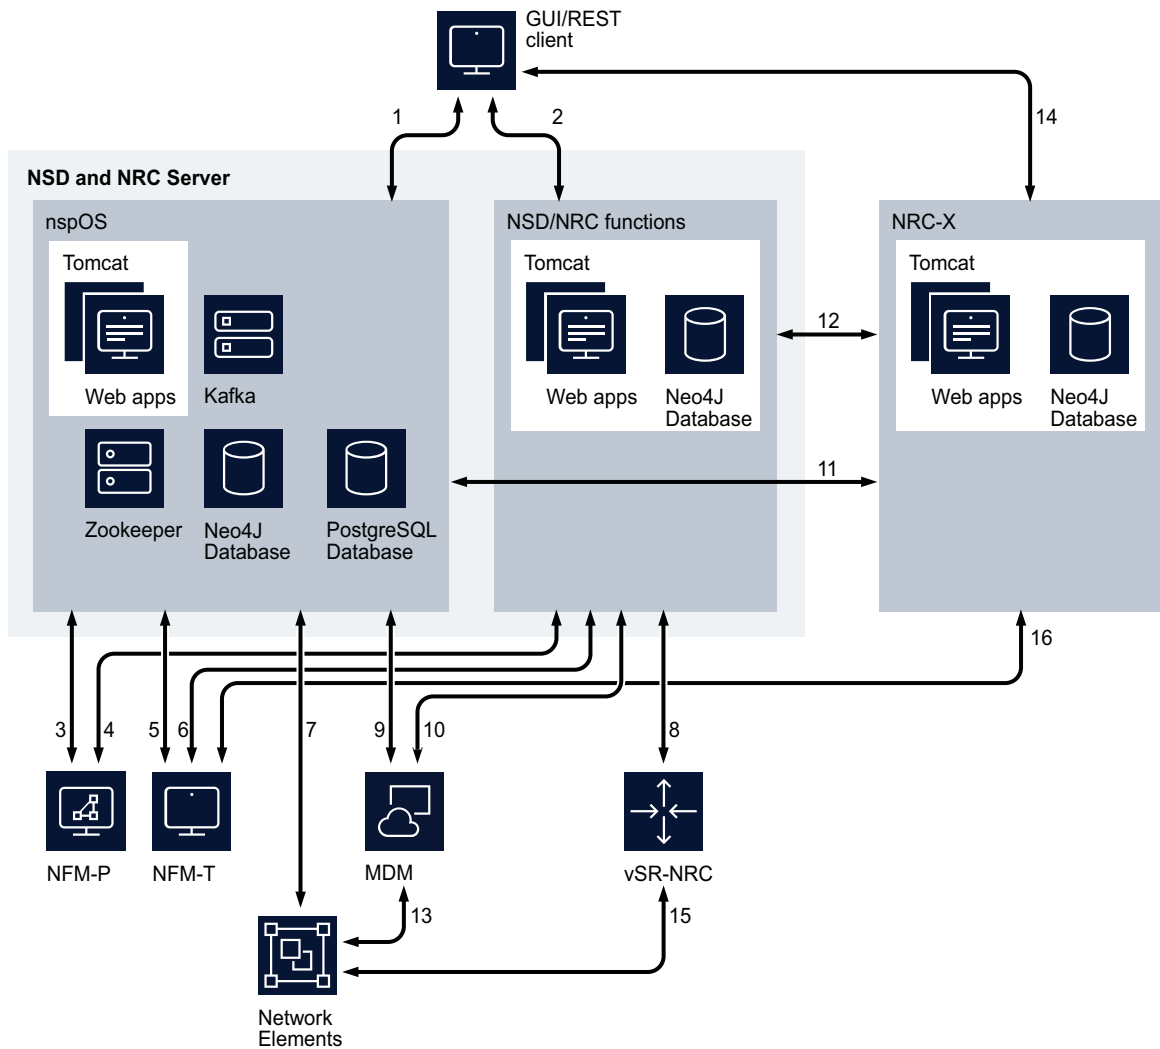 GUI/REST
client
1
2
14
NSD and NRC Server
nspOS
NSD/NRC functions
NRC-X
Tomcat
Tomcat
Tomcat
12
Web apps
Kafka
Web apps
Neo4J
Database
Web apps
Neo4J
Database
11
Zookeeper
Neo4J
Database
PostgreSQL
Database
16
3
4
5
6
7
9
10
8
NFM-P
NFM-T
MDM
vSR-NRC
13
15
Network
Elements